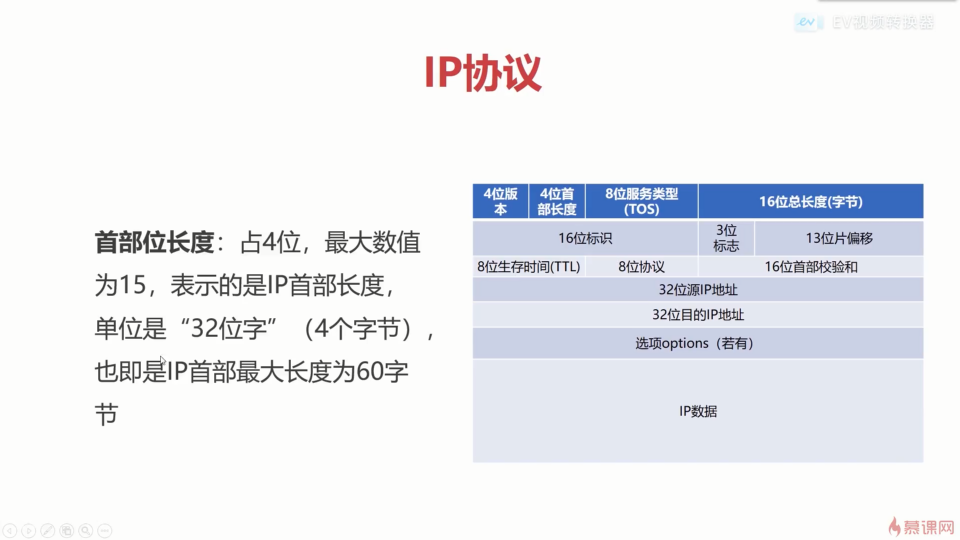 EV视频转换器
IP协议
首部位长度：占4位，最大数值
为15，表示的是IP首部长度，
单位是“32位字”（4个字节），
也即是IP首部最大长度为60字
节
4位版
本
4位首
部长度
8位服务类型
(TOS)
16位总长度(字节)
16位标识
3位
标志
13位片偏移
8位生存时间(TTL)
8位协议
16位首部校验和
32位源IP地址
32位目的IP地址
选项options（若有）
IP数据
慕课网